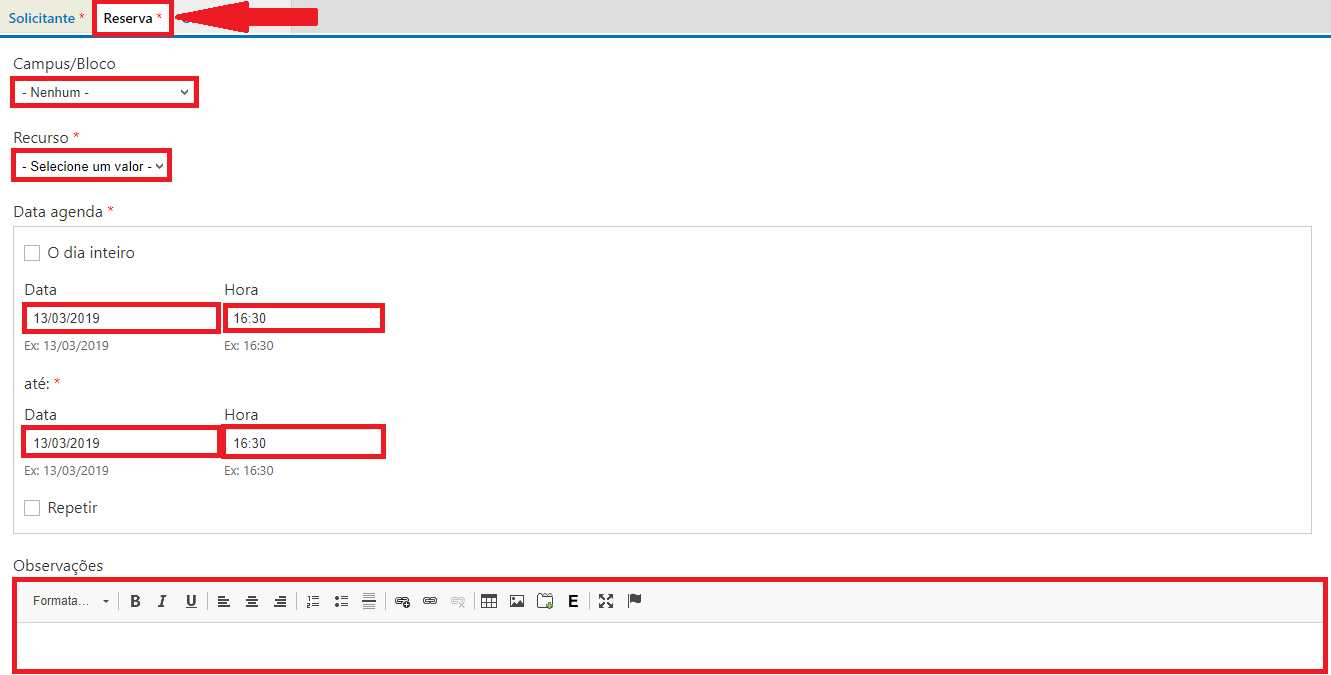 Solicitante * Reserva *
Campus/Bloco
- Nenhum -
Recurso *
- Selecione um valor -
Data agenda *
O dia inteiro
Data Hora
13/03/2019 16:30
Ex: 13/03/2019 Ex: 16:30
até: *
Data Hora
13/03/2019 16:30
Ex: 13/03/2019 Ex: 16:30
Repetir
Observações
Formata... B I U E